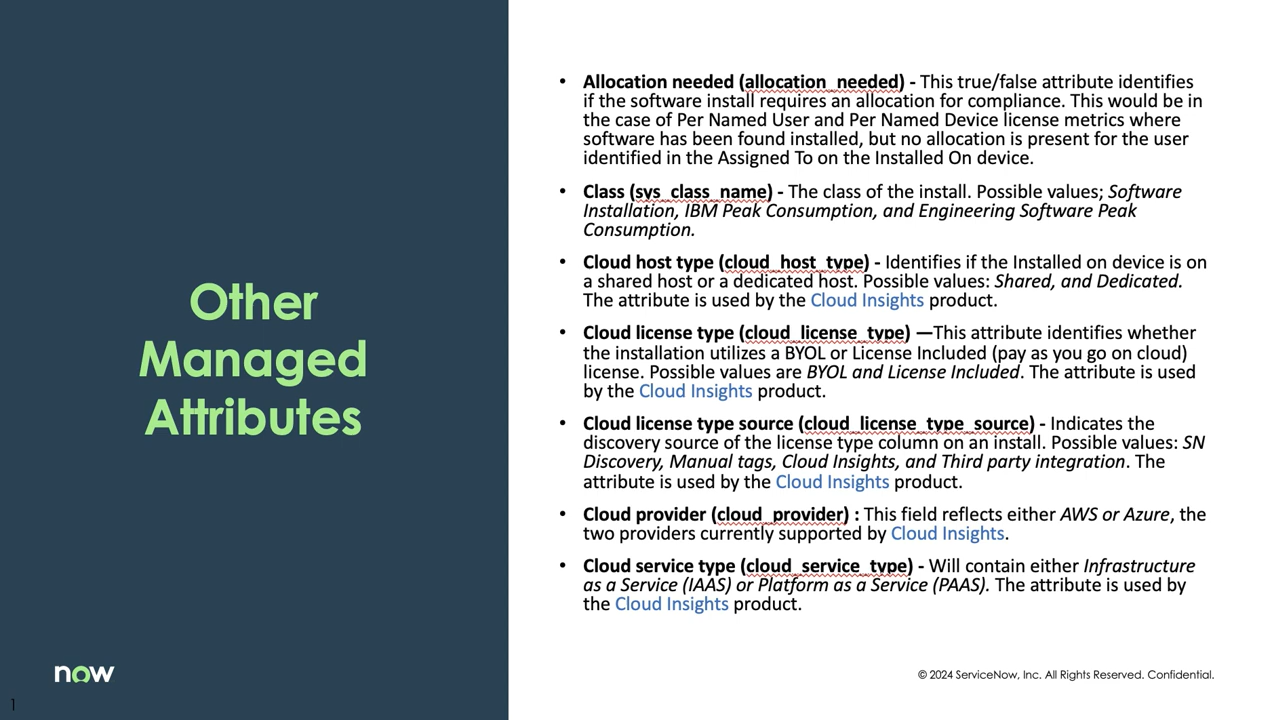 Other
Managed
Attributes
• Allocation needed (allocation_needed) - This true/false attribute identifies
if the software install requires an allocation for compliance. This would be in
the case of Per Named User and Per Named Device license metrics where
software has been found installed, but no allocation is present for the user
identified in the Assigned To on the Installed On device.
• Class (sys_class_name) - The class of the install. Possible values; Software
Installation, IBM Peak Consumption, and Engineering Software Peak
Consumption.
• Cloud host type (cloud_host_type) - Identifies if the Installed on device is on
a shared host or a dedicated host. Possible values: Shared, and Dedicated.
The attribute is used by the Cloud Insights product.
• Cloud license type (cloud_license_type) —This attribute identifies whether
the installation utilizes a BYOL or License Included (pay as you go on cloud)
license. Possible values are BYOL and License Included. The attribute is used
by the Cloud Insights product.
• Cloud license type source (cloud_license_type_source) - Indicates the
discovery source of the license type column on an install. Possible values: SN
Discovery, Manual tags, Cloud Insights, and Third party integration. The
attribute is used by the Cloud Insights product.
• Cloud provider (cloud_provider) : This field reflects either AWS or Azure, the
two providers currently supported by Cloud Insights.
• Cloud service type (cloud_service_type) - Will contain either Infrastructure
as a Service (IAAS) or Platform as a Service (PAAS). The attribute is used by
the Cloud Insights product.
now
© 2024 ServiceNow, Inc. All Rights Reserved. Confidential.
1